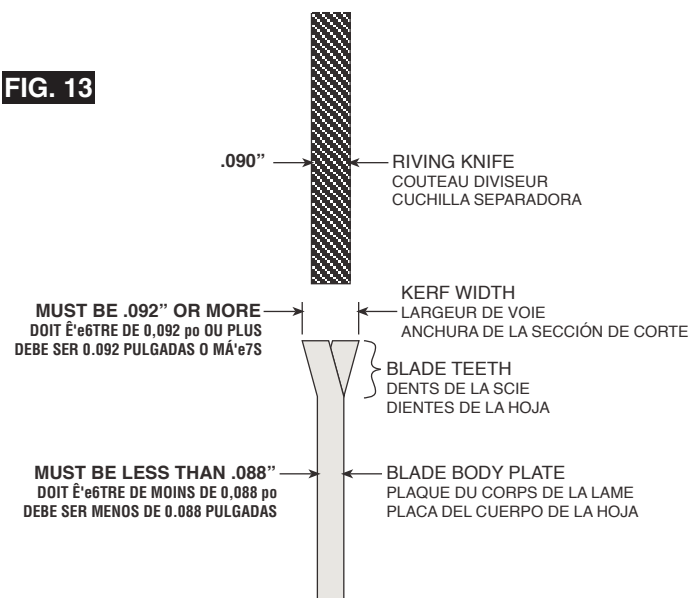 FIG. 13
.090”
RIVING KNIFE
COUTEAU DIVISEUR
CUCHILLA SEPARADORA
KERF WIDTH
LARGEUR DE VOIE
ANCHURA DE LA SECCIÓN DE CORTE
MUST BE .092” OR MORE
DOIT Ê'e6TRE DE 0,092 po OU PLUS
DEBE SER 0.092 PULGADAS O MÁ'e7S
BLADE TEETH
DENTS DE LA SCIE
DIENTES DE LA HOJA
MUST BE LESS THAN .088”
DOIT Ê'e6TRE DE MOINS DE 0,088 po
DEBE SER MENOS DE 0.088 PULGADAS
BLADE BODY PLATE
PLAQUE DU CORPS DE LA LAME
PLACA DEL CUERPO DE LA HOJA